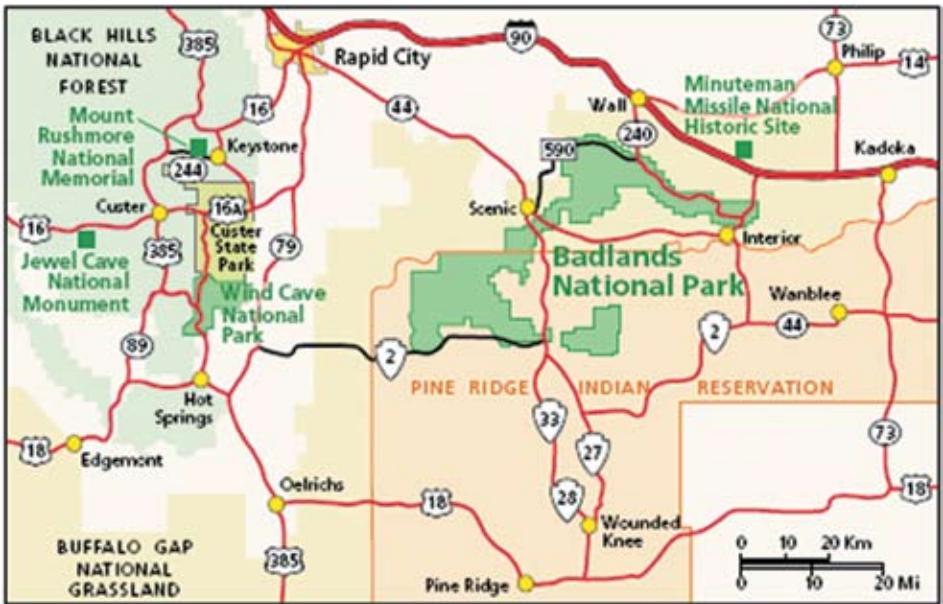 BLACK HILLS
NATIONAL
FOREST
385
Rapid City
90
73
Philip
14
16
44
Wall
Minuteman
Missile National
Historic Site
Mount
Rushmore
National
Memorial
Keystone
244
240
590
Kadoka
Custer
16A
Scenic
16
385
Custer
State
Park
79
Interior
Jewel Cave
National
Monument
Wind Cave
National
Park
Badlands
National Park
Wanblee
2
44
89
2
Hot
Springs
PINE RIDGE INDIAN RESERVATION
33
27
73
18
Edgemont
Oelrichs
18
28
18
Wounded
Knee
BUFFALO GAP
NATIONAL
GRASSLAND
385
Pine Ridge
0 10 20 Km
0 10 20 Mi